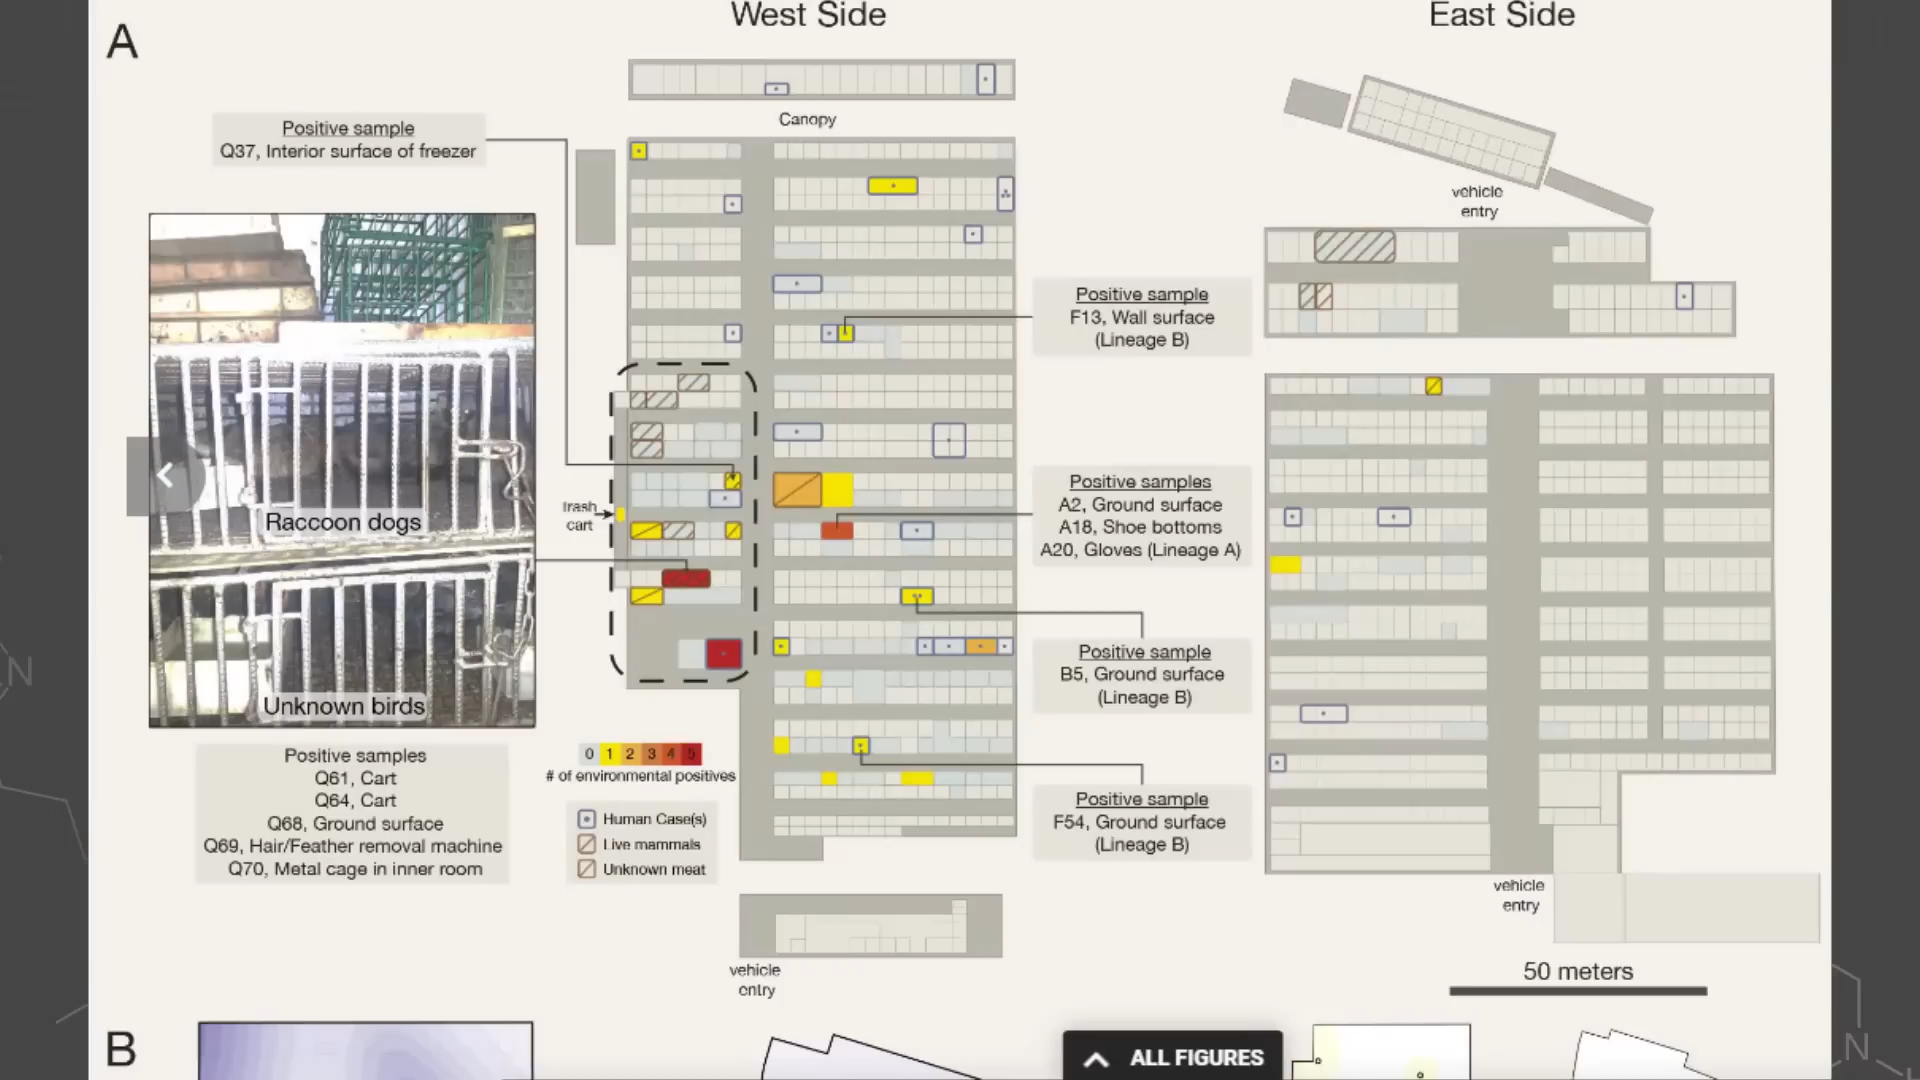 A
West Side
East Side
Canopy
Positive sample
Q37, Interior surface of freezer
vehicle
entry
Positive sample
F13, Wall surface
(Lineage B)
Raccoon dogs
trash
cart
Positive samples
A2, Ground surface
A18, Shoe bottoms
A20, Gloves (Lineage A)
Unknown birds
Positive sample
B5, Ground surface
(Lineage B)
Positive samples
Q61, Cart
Q64, Cart
Q68, Ground surface
Q69, Hair/Feather removal machine
Q70, Metal cage in inner room
0 1 2 3 4 5
# of environmental positives
Human Case(s)
Live mammals
Unknown meat
Positive sample
F54, Ground surface
(Lineage B)
vehicle
entry
vehicle
entry
50 meters
B
ALL FIGURES
N
N